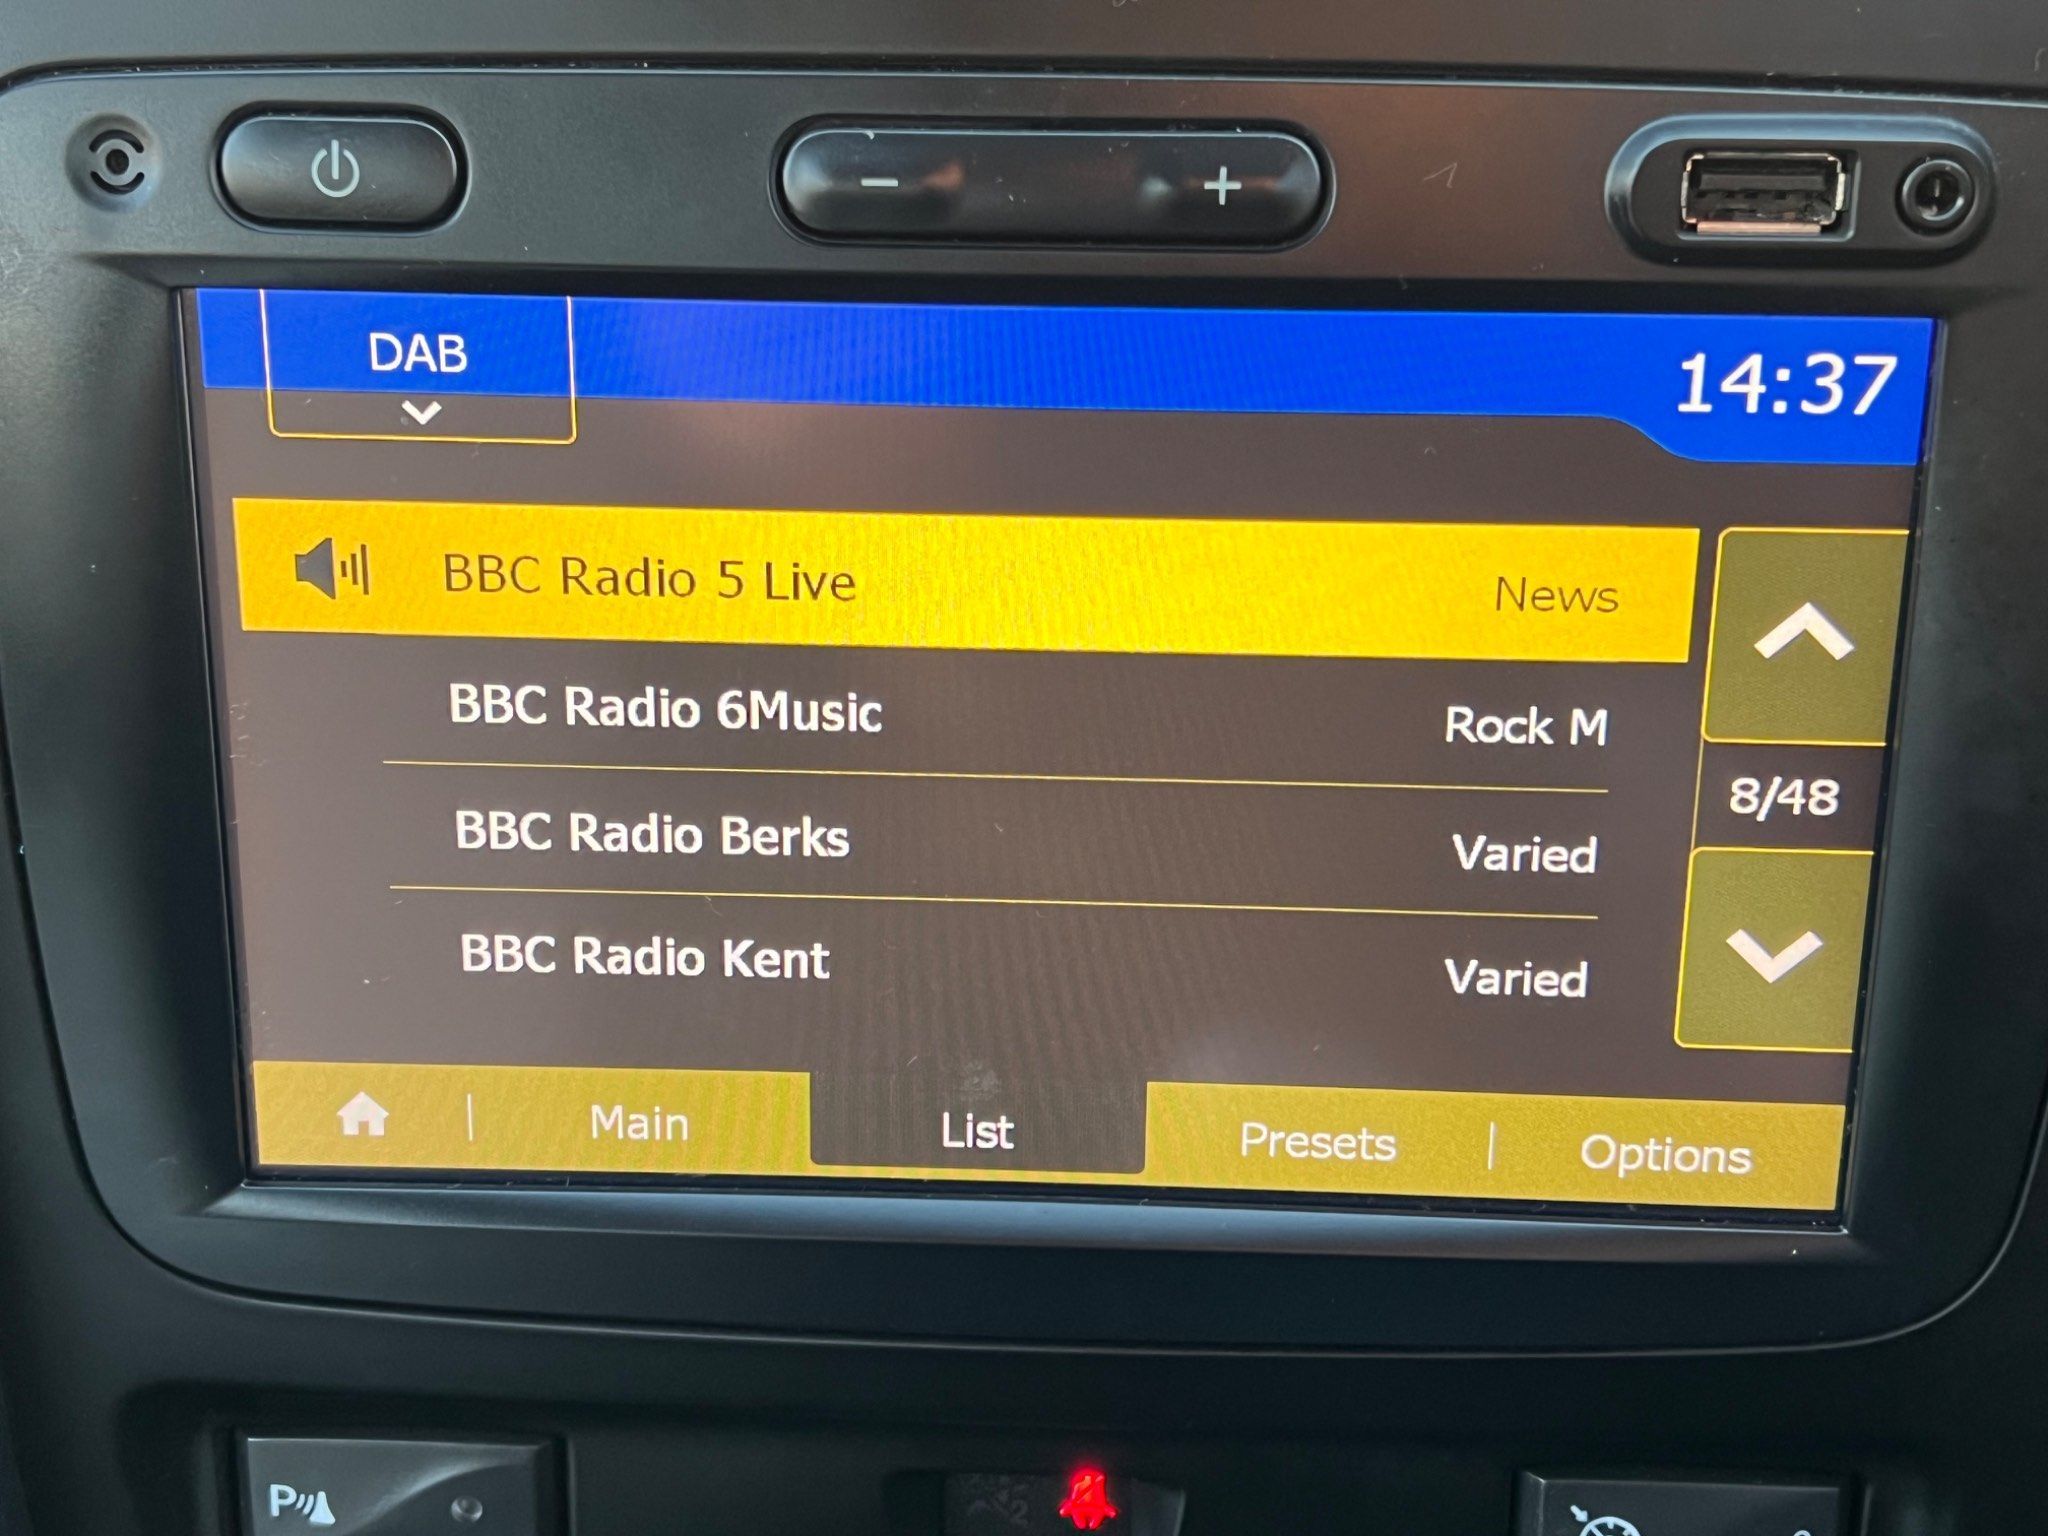 DAB
14:37
BBC Radio 5 Live News
BBC Radio 6Music Rock M
8/48
BBC Radio Berks Varied
BBC Radio Kent Varied
Main List Presets Options
P
2